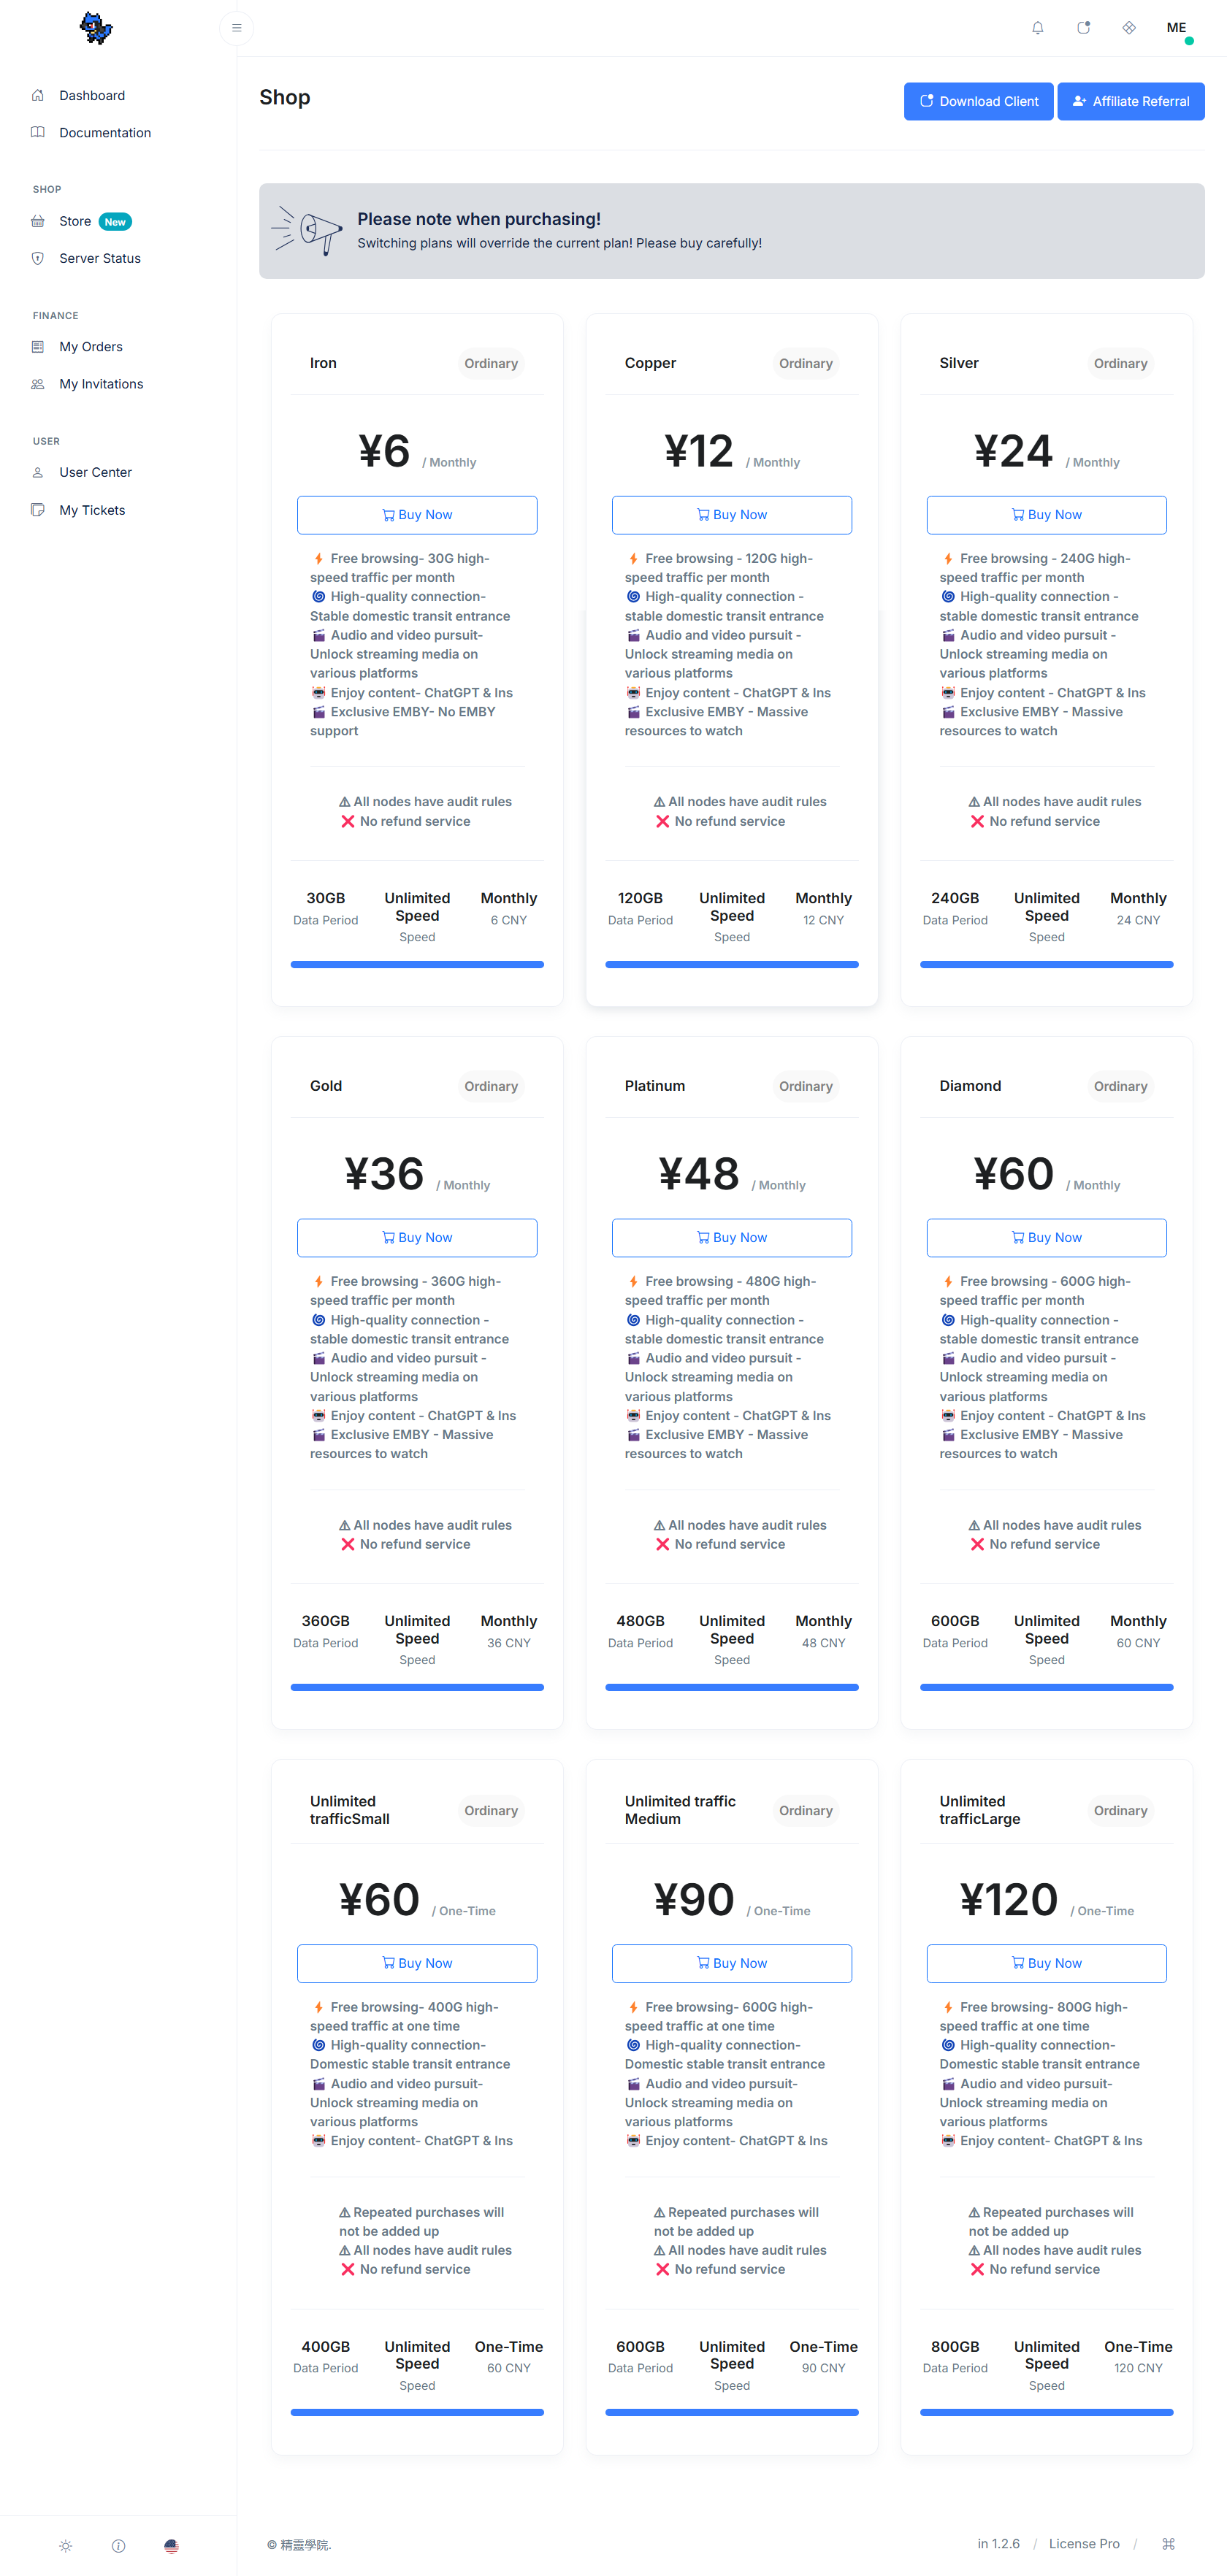 ME
Dashboard
Documentation
SHOP
Store New
Server Status
FINANCE
My Orders
My Invitations
USER
User Center
My Tickets
Shop
Download Client
Affiliate Referral
Please note when purchasing!
Switching plans will override the current plan! Please buy carefully!
Iron Ordinary
¥6 / Monthly
Buy Now
Free browsing- 30G high-
speed traffic per month
High-quality connection-
Stable domestic transit entrance
Audio and video pursuit-
Unlock streaming media on
various platforms
Enjoy content- ChatGPT & Ins
Exclusive EMBY- No EMBY
support
⚠ All nodes have audit rules
❌ No refund service
30GB
Data Period
Unlimited
Speed
Speed
Monthly
6 CNY
Copper Ordinary
¥12 / Monthly
Buy Now
Free browsing - 120G high-
speed traffic per month
High-quality connection -
stable domestic transit entrance
Audio and video pursuit -
Unlock streaming media on
various platforms
Enjoy content - ChatGPT & Ins
Exclusive EMBY - Massive
resources to watch
⚠ All nodes have audit rules
❌ No refund service
120GB
Data Period
Unlimited
Speed
Speed
Monthly
12 CNY
Silver Ordinary
¥24 / Monthly
Buy Now
Free browsing - 240G high-
speed traffic per month
High-quality connection -
stable domestic transit entrance
Audio and video pursuit -
Unlock streaming media on
various platforms
Enjoy content - ChatGPT & Ins
Exclusive EMBY - Massive
resources to watch
⚠ All nodes have audit rules
❌ No refund service
240GB
Data Period
Unlimited
Speed
Speed
Monthly
24 CNY
Gold Ordinary
¥36 / Monthly
Buy Now
Free browsing - 360G high-
speed traffic per month
High-quality connection -
stable domestic transit entrance
Audio and video pursuit -
Unlock streaming media on
various platforms
Enjoy content - ChatGPT & Ins
Exclusive EMBY - Massive
resources to watch
⚠ All nodes have audit rules
❌ No refund service
360GB
Data Period
Unlimited
Speed
Speed
Monthly
36 CNY
Platinum Ordinary
¥48 / Monthly
Buy Now
Free browsing - 480G high-
speed traffic per month
High-quality connection -
stable domestic transit entrance
Audio and video pursuit -
Unlock streaming media on
various platforms
Enjoy content - ChatGPT & Ins
Exclusive EMBY - Massive
resources to watch
⚠ All nodes have audit rules
❌ No refund service
480GB
Data Period
Unlimited
Speed
Speed
Monthly
48 CNY
Diamond Ordinary
¥60 / Monthly
Buy Now
Free browsing - 600G high-
speed traffic per month
High-quality connection -
stable domestic transit entrance
Audio and video pursuit -
Unlock streaming media on
various platforms
Enjoy content - ChatGPT & Ins
Exclusive EMBY - Massive
resources to watch
⚠ All nodes have audit rules
❌ No refund service
600GB
Data Period
Unlimited
Speed
Speed
Monthly
60 CNY
Unlimited
trafficSmall
Ordinary
¥60 / One-Time
Buy Now
Free browsing- 400G high-
speed traffic at one time
High-quality connection-
Domestic stable transit entrance
Audio and video pursuit-
Unlock streaming media on
various platforms
Enjoy content- ChatGPT & Ins
⚠ Repeated purchases will
not be added up
⚠ All nodes have audit rules
❌ No refund service
400GB
Data Period
Unlimited
Speed
Speed
One-Time
60 CNY
Unlimited traffic
Medium
Ordinary
¥90 / One-Time
Buy Now
Free browsing- 600G high-
speed traffic at one time
High-quality connection-
Domestic stable transit entrance
Audio and video pursuit-
Unlock streaming media on
various platforms
Enjoy content- ChatGPT & Ins
⚠ Repeated purchases will
not be added up
⚠ All nodes have audit rules
❌ No refund service
600GB
Data Period
Unlimited
Speed
Speed
One-Time
90 CNY
Unlimited
trafficLarge
Ordinary
¥120 / One-Time
Buy Now
Free browsing- 800G high-
speed traffic at one time
High-quality connection-
Domestic stable transit entrance
Audio and video pursuit-
Unlock streaming media on
various platforms
Enjoy content- ChatGPT & Ins
⚠ Repeated purchases will
not be added up
⚠ All nodes have audit rules
❌ No refund service
800GB
Data Period
Unlimited
Speed
Speed
One-Time
120 CNY
© 精靈學院.
in 1.2.6 / License Pro /